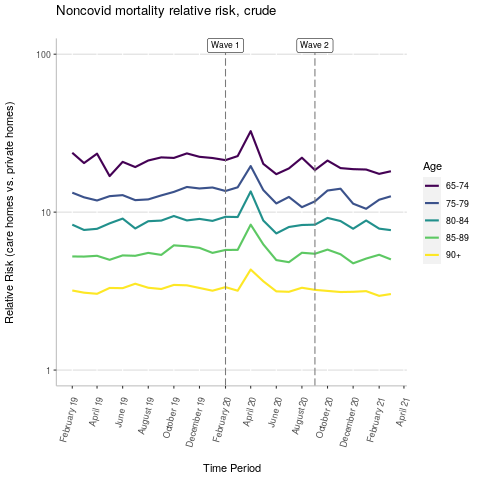 Noncovid mortality relative risk, crude
Relative Risk (care homes vs. private homes)
100
10
1
Wave 1
Wave 2
Age
65-74
75-79
80-84
85-89
90+
February 19
April 19
June 19
August 19
October 19
December 19
February 20
April 20
June 20
August 20
October 20
December 20
February 21
April 21
Time Period